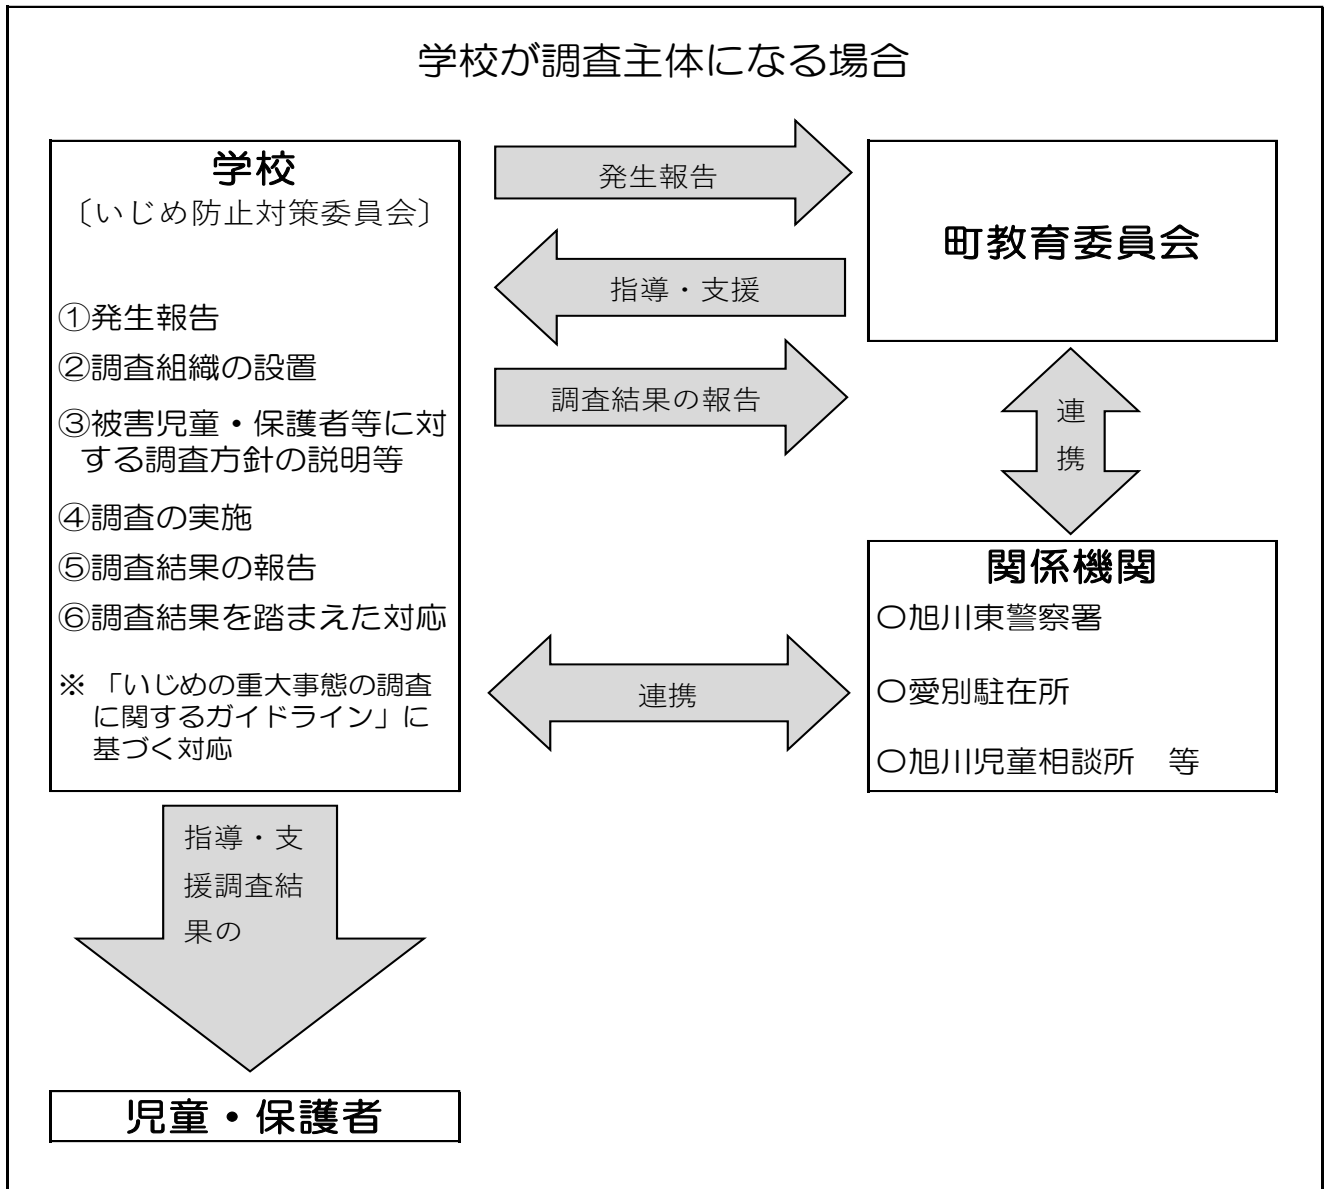 学校が調査主体になる場合
学校
〔いじめ防止対策委員会〕
①発生報告
②調査組織の設置
③被害児童・保護者等に対
する調査方針の説明等
④調査の実施
⑤調査結果の報告
⑥調査結果を踏まえた対応
※ 「いじめの重大事態の調査
に関するガイドライン」に
基づく対応
発生報告
指導・支援
調査結果の報告
町教育委員会
連
携
関係機関
〇旭川東警察署
〇愛別駐在所
〇旭川児童相談所　等
連携
指導・支
援調査結
果の
児童・保護者